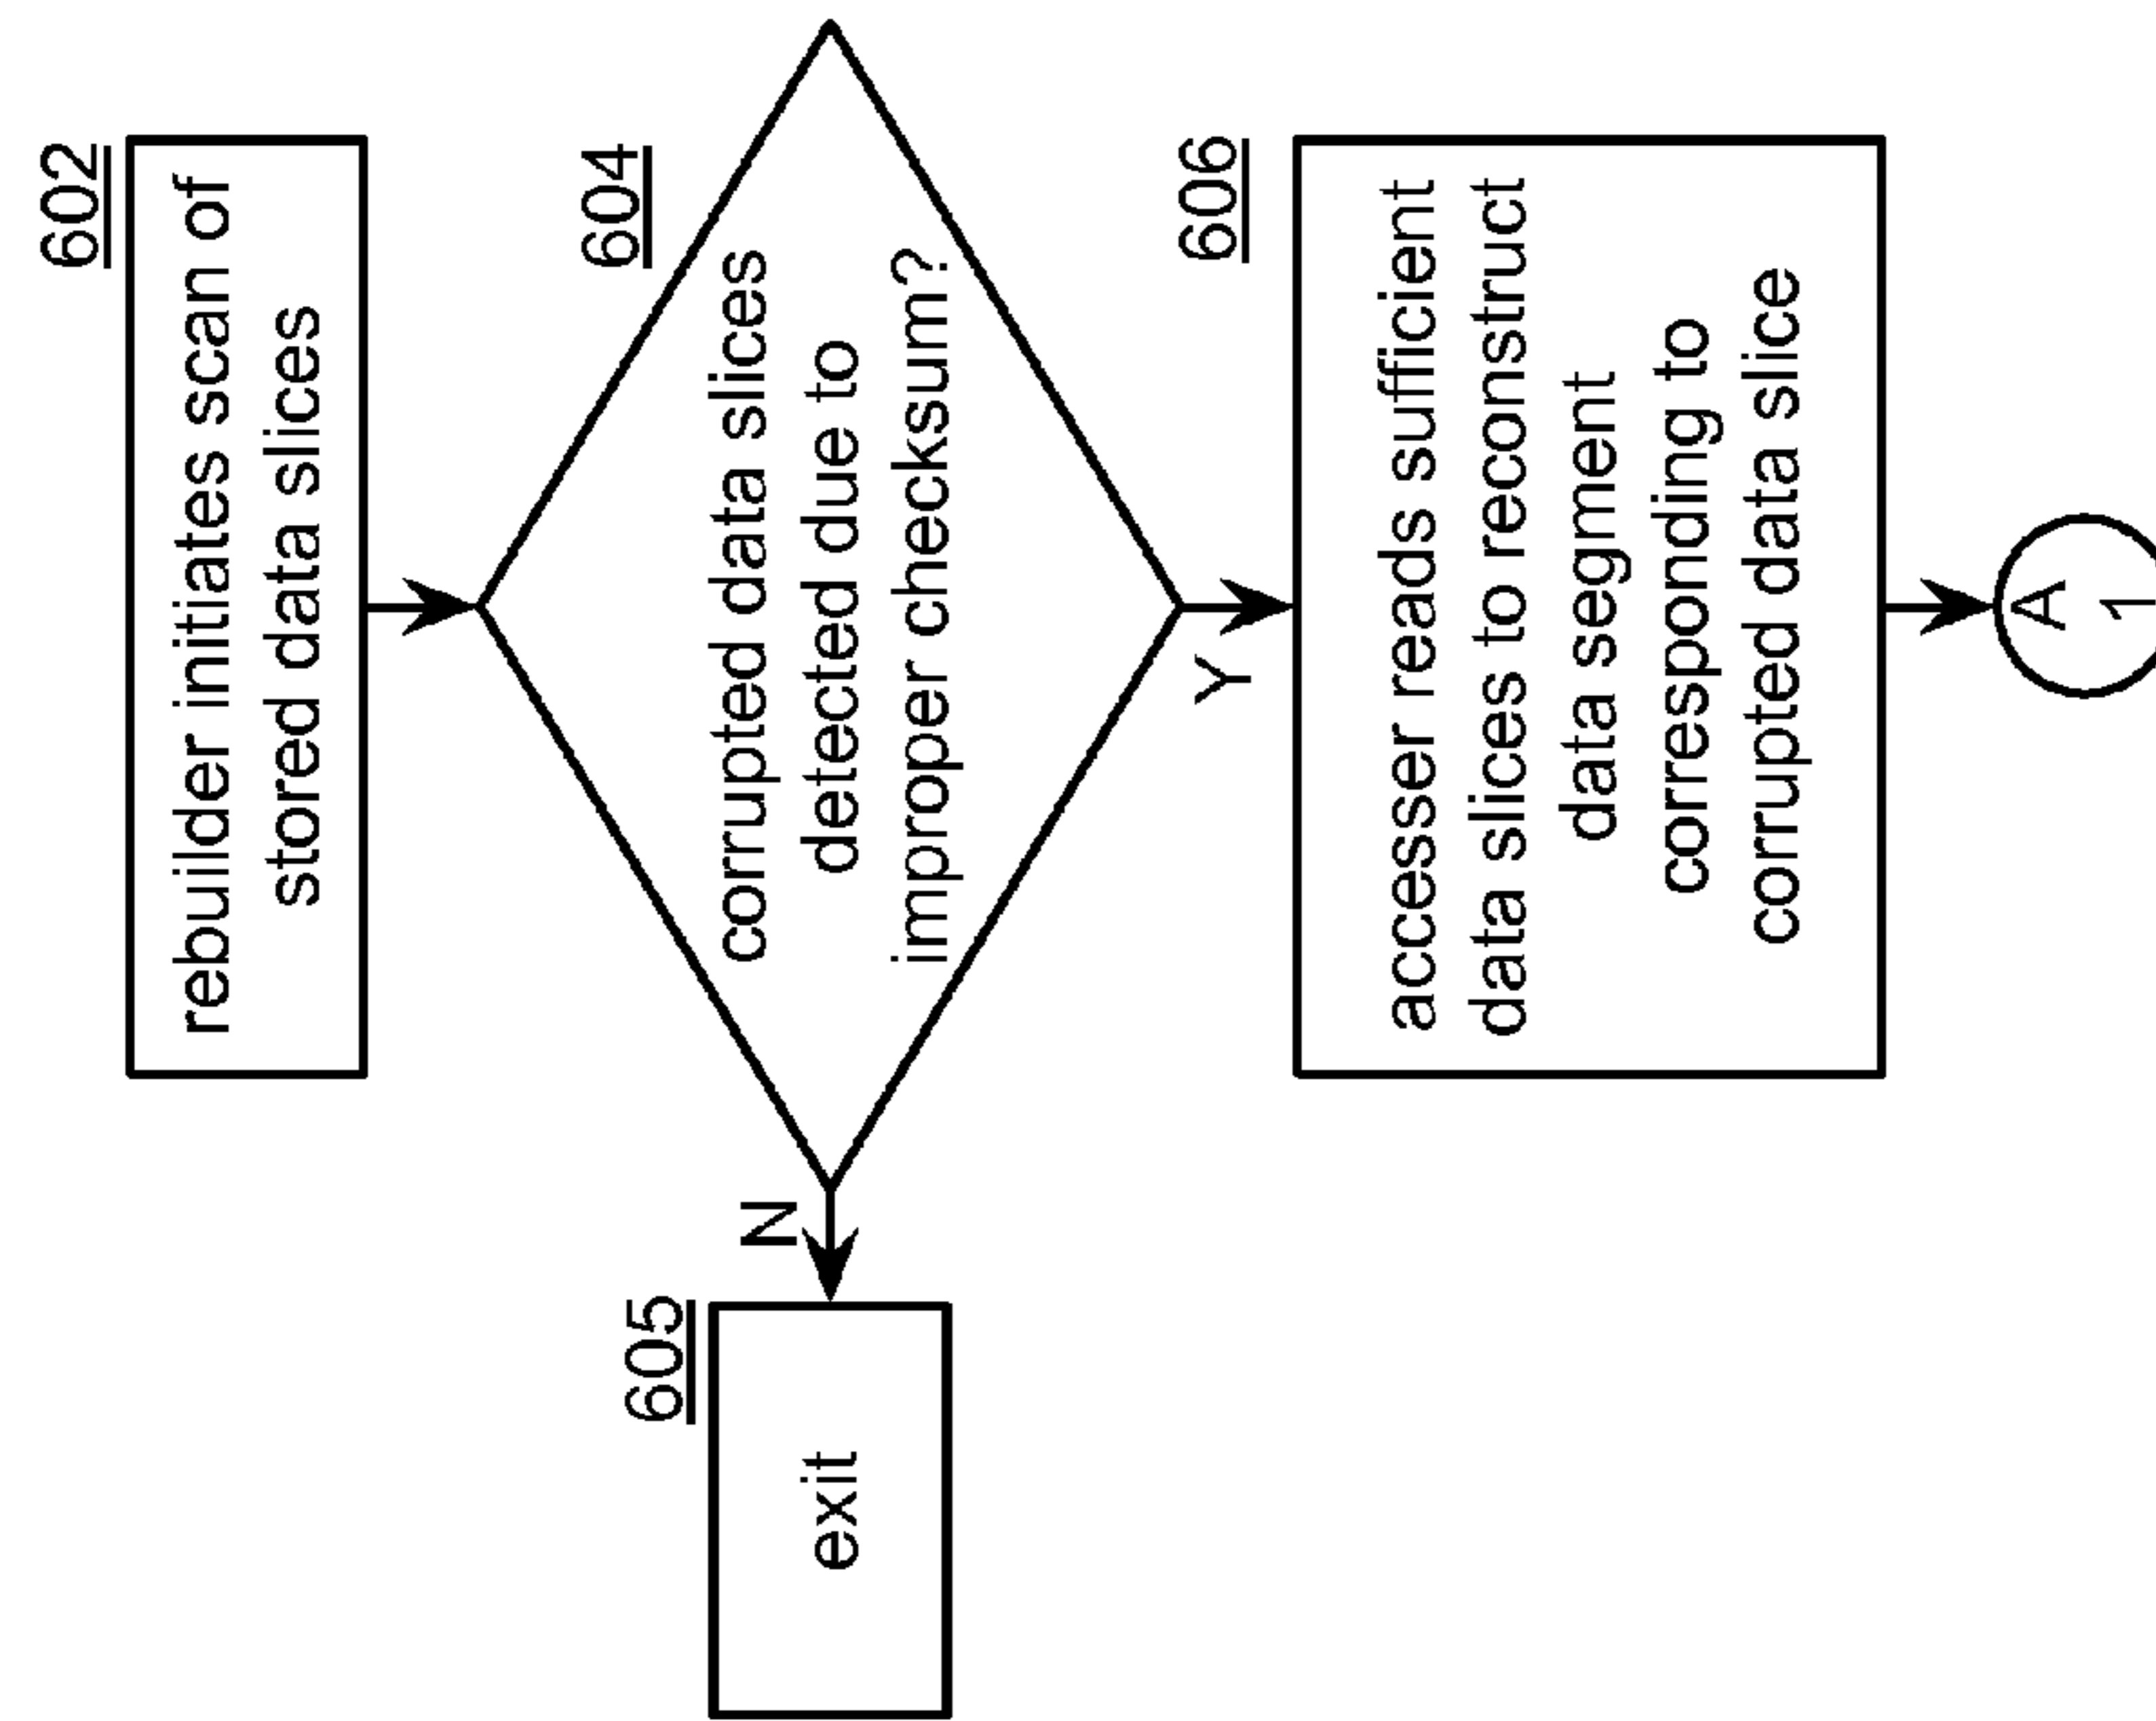 602
rebuilder initiates scan of
stored data slices
604
corrupted data slices
detected due to
improper checksum?
N
605
exit
Y
606
accesser reads sufficient
data slices to reconstruct
data segment
corresponding to
corrupted data slice
A
1